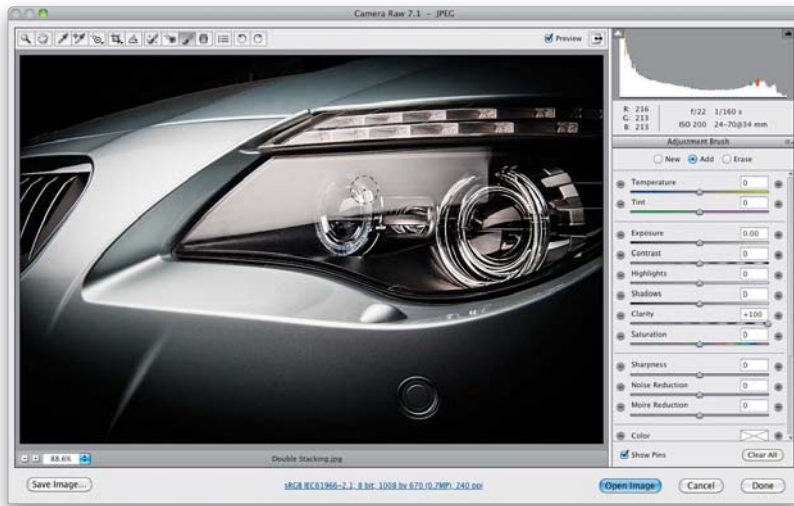 Camera Raw 7.1 – JPEG
Preview
R: 216
G: 213
B: 213
f/22 1/160 s
ISO 200 24–70@34 mm
Adjustment Brush
New Add Erase
Temperature 0
Tint 0
Exposure 0.00
Contrast 0
Highlights 0
Shadows 0
Clarity +100
Saturation 0
Sharpness 0
Noise Reduction 0
Moire Reduction 0
Color
88.6% Double Stacking.jpg
Show Pins Clear All
Save Image... sRGB IEC61966–2.1; 8 bit; 1008 by 670 (0.7MP); 240 ppi Open Image Cancel Done